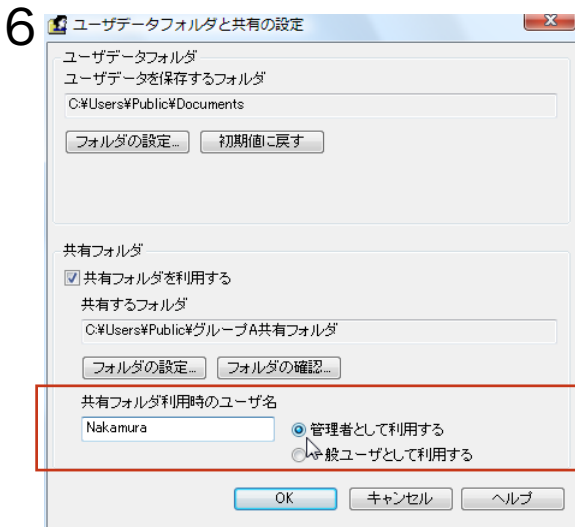 6
ユーザデータフォルダと共有の設定
ユーザデータフォルダ
ユーザデータを保存するフォルダ
C:¥Users¥Public¥Documents
フォルダの設定... 初期値に戻す
共有フォルダ
共有フォルダを利用する
共有するフォルダ
C:¥Users¥Public¥グループA共有フォルダ
フォルダの設定... フォルダの確認...
共有フォルダ利用時のユーザ名
Nakamura 管理者として利用する
一般ユーザとして利用する
OK キャンセル ヘルプ